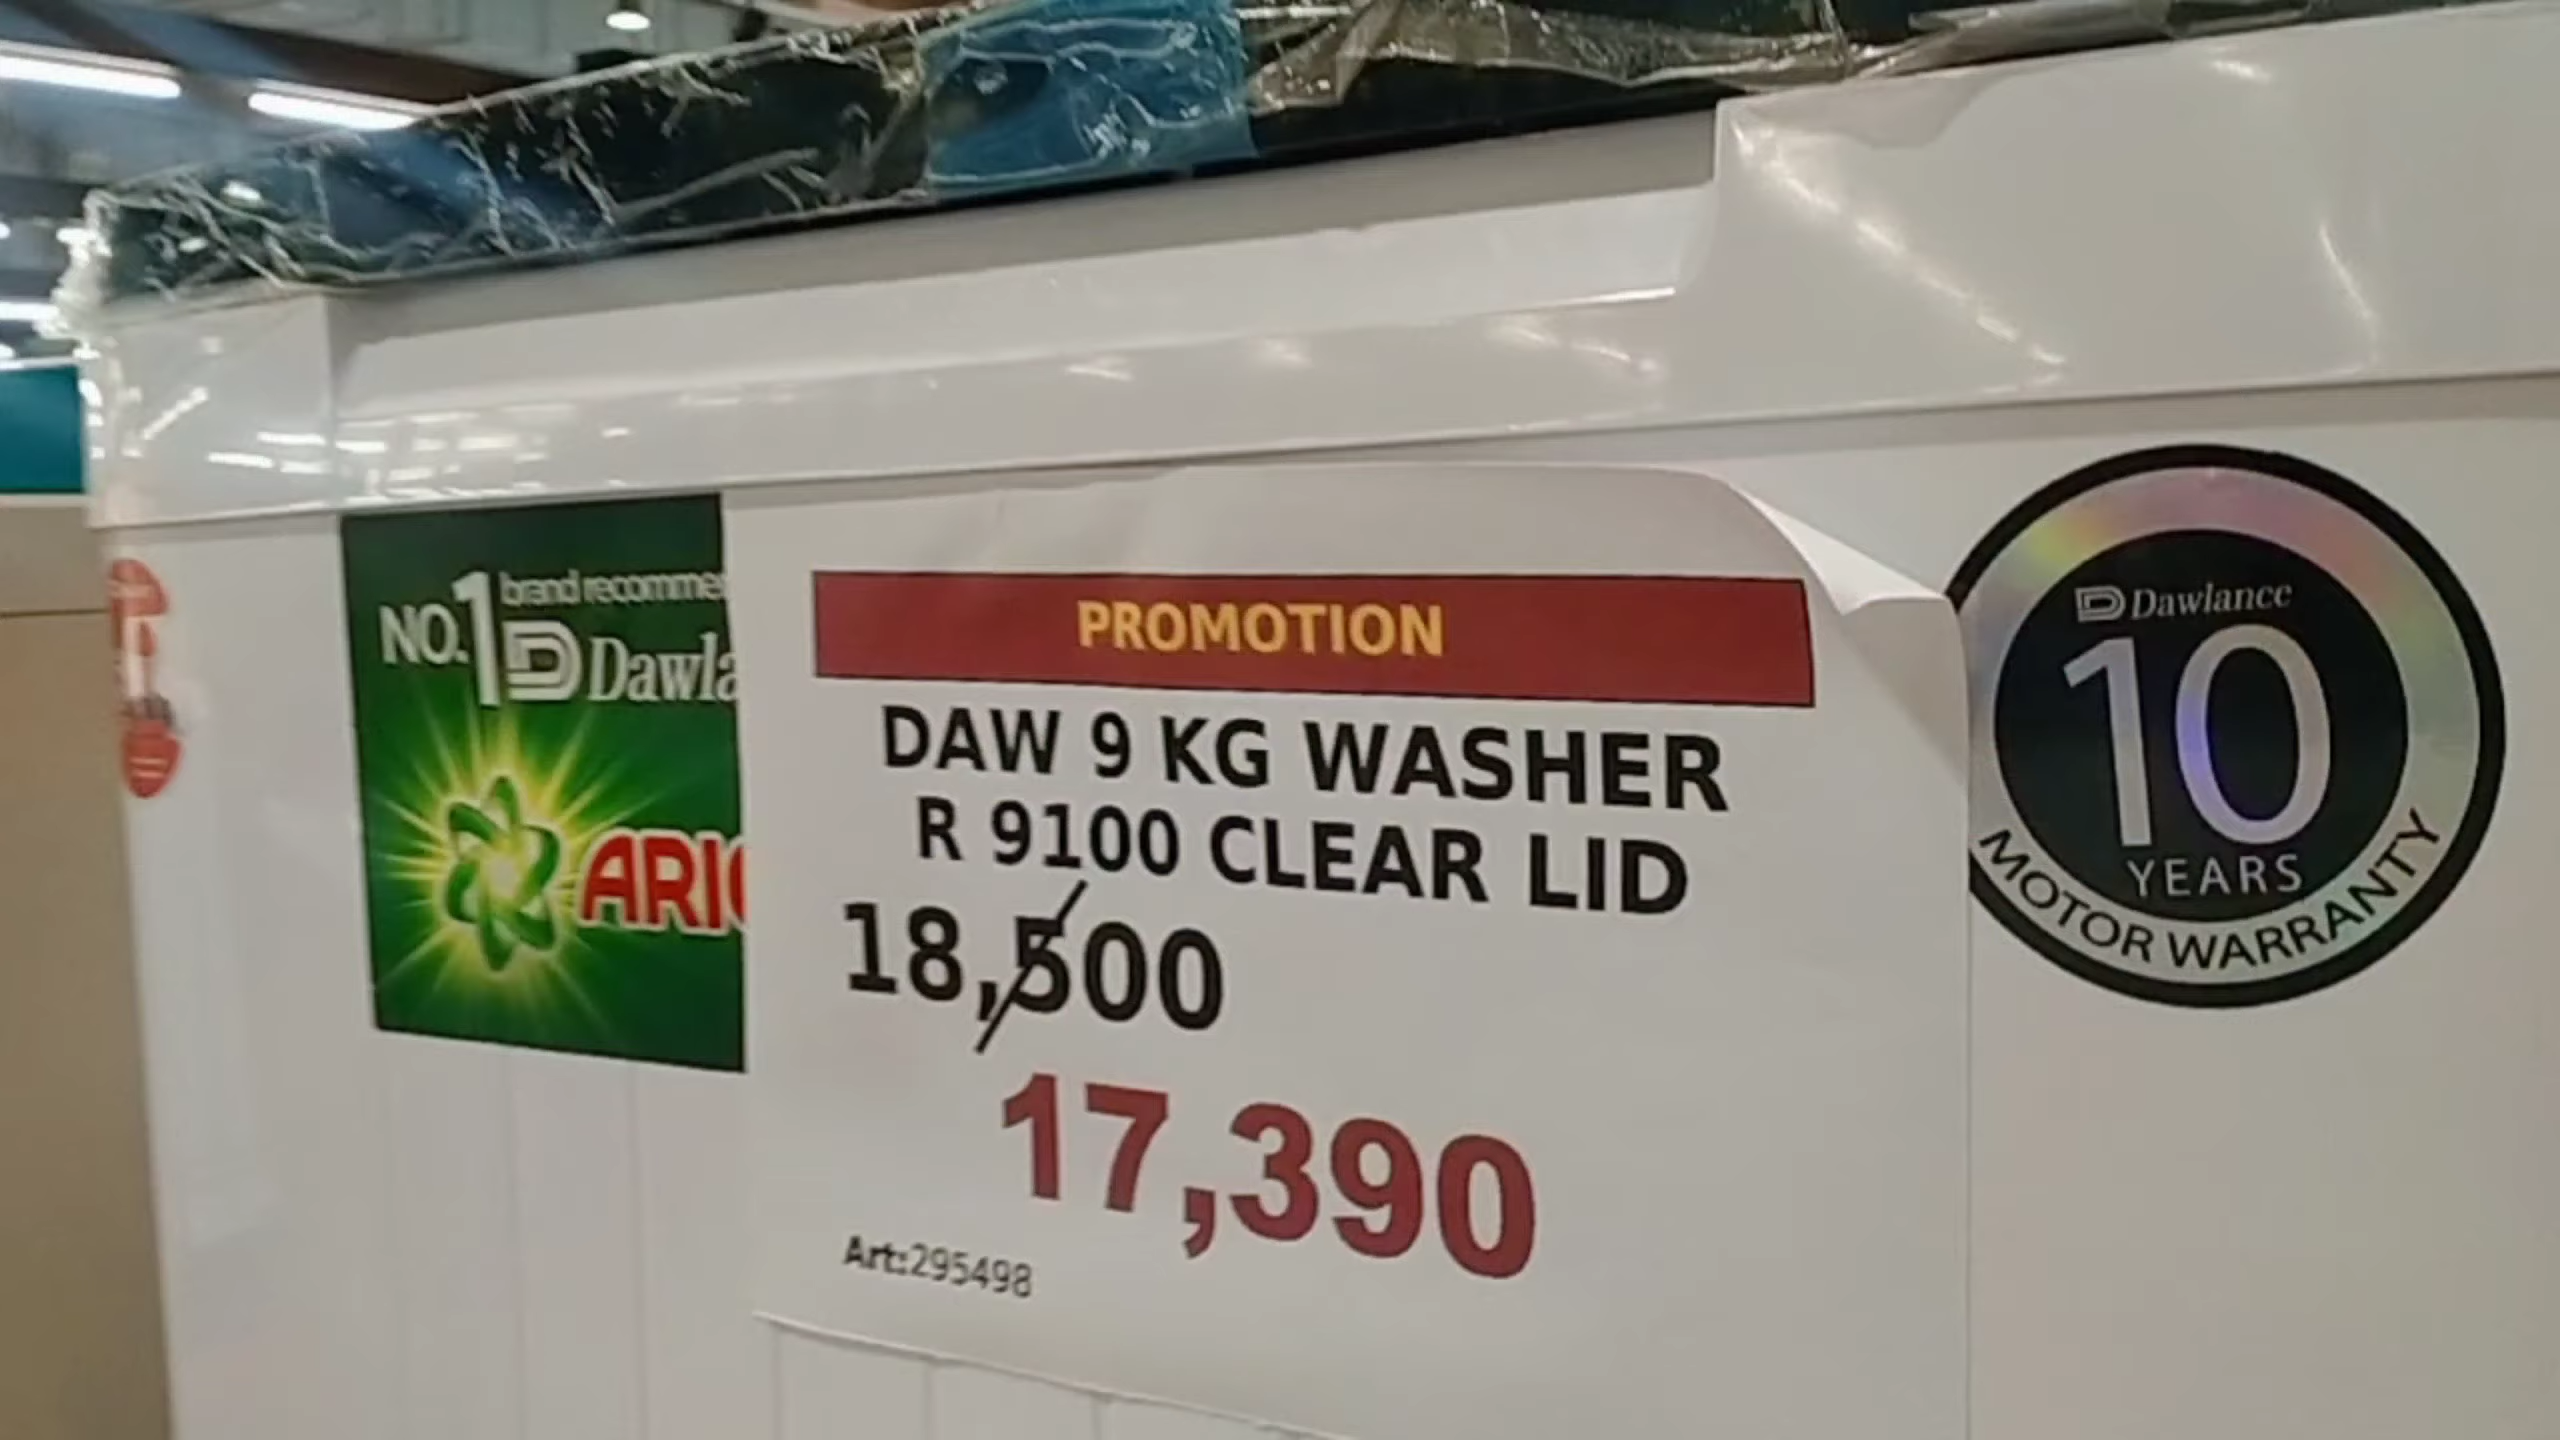 NO.1 brand recomme
Dawla
ARI
PROMOTION
DAW 9 KG WASHER
R 9100 CLEAR LID
18,500
17,390
Art:295498
Dawlance
10
YEARS
MOTOR WARRANTY